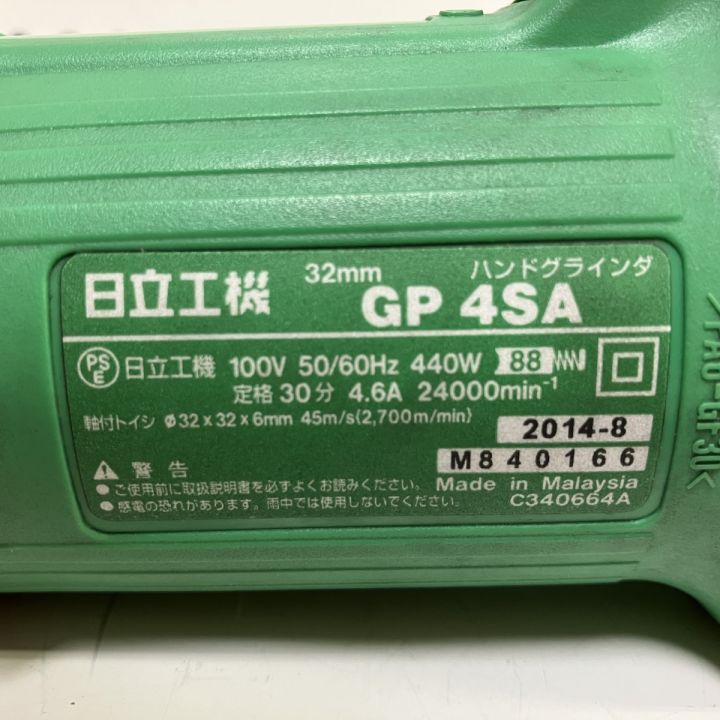 日立工機 32mm ハンドグラインダ
GP 4SA
PSE 日立工機 100V 50/60Hz 440W 88
定格30分 4.6A 24000min⁻¹
軸付トイシ ø32x32x6mm 45m/s{2,700m/min}
2014-8
M840166
警告
● ご使用前に取扱説明書を必ずよくお読みください。
● 感電の恐れがあります。雨中では使用しないでください。
Made in Malaysia
C340664A
>PA6-GF30<